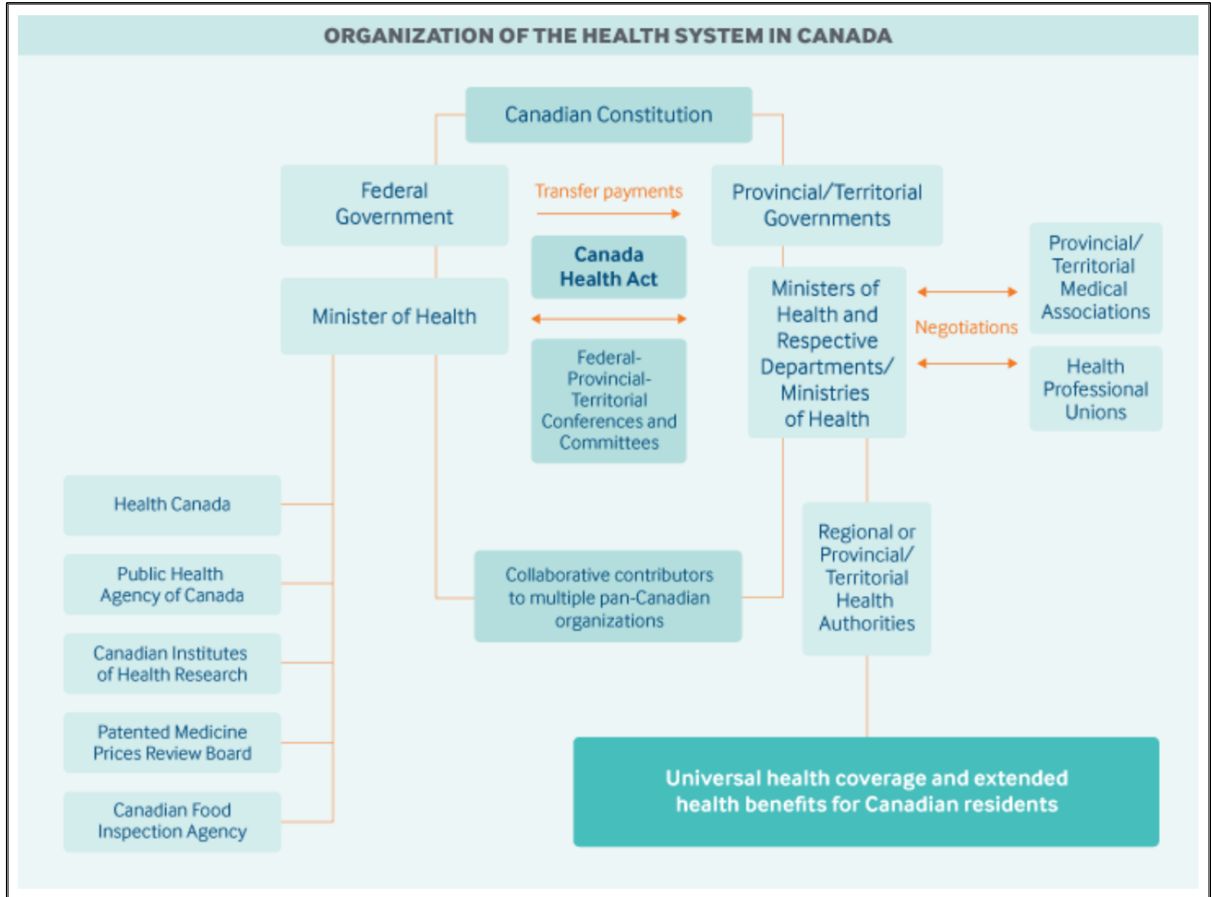 ORGANIZATION OF THE HEALTH SYSTEM IN CANADA
Canadian Constitution
Federal
Government
Transfer payments
Provincial/Territorial
Governments
Canada
Health Act
Minister of Health
Ministers of
Health and
Respective
Departments/
Ministries
of Health
Negotiations
Provincial/
Territorial
Medical
Associations
Health
Professional
Unions
Federal-
Provincial-
Territorial
Conferences and
Committees
Health Canada
Public Health
Agency of Canada
Canadian Institutes
of Health Research
Patented Medicine
Prices Review Board
Canadian Food
Inspection Agency
Collaborative contributors
to multiple pan-Canadian
organizations
Regional or
Provincial/
Territorial
Health
Authorities
Universal health coverage and extended
health benefits for Canadian residents